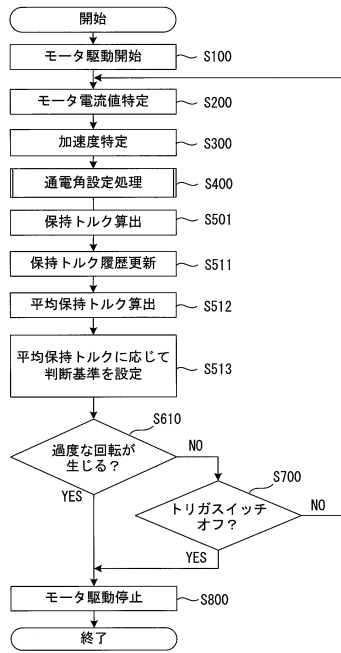 開始
モータ駆動開始 S100
モータ電流値特定 S200
加速度特定 S300
通電角設定処理 S400
保持トルク算出 S501
保持トルク履歴更新 S511
平均保持トルク算出 S512
平均保持トルクに応じて
判断基準を設定 S513
S610
過度な回転が
生じる?
NO
YES
S700
トリガスイッチ
オフ?
NO
YES
モータ駆動停止 S800
終了